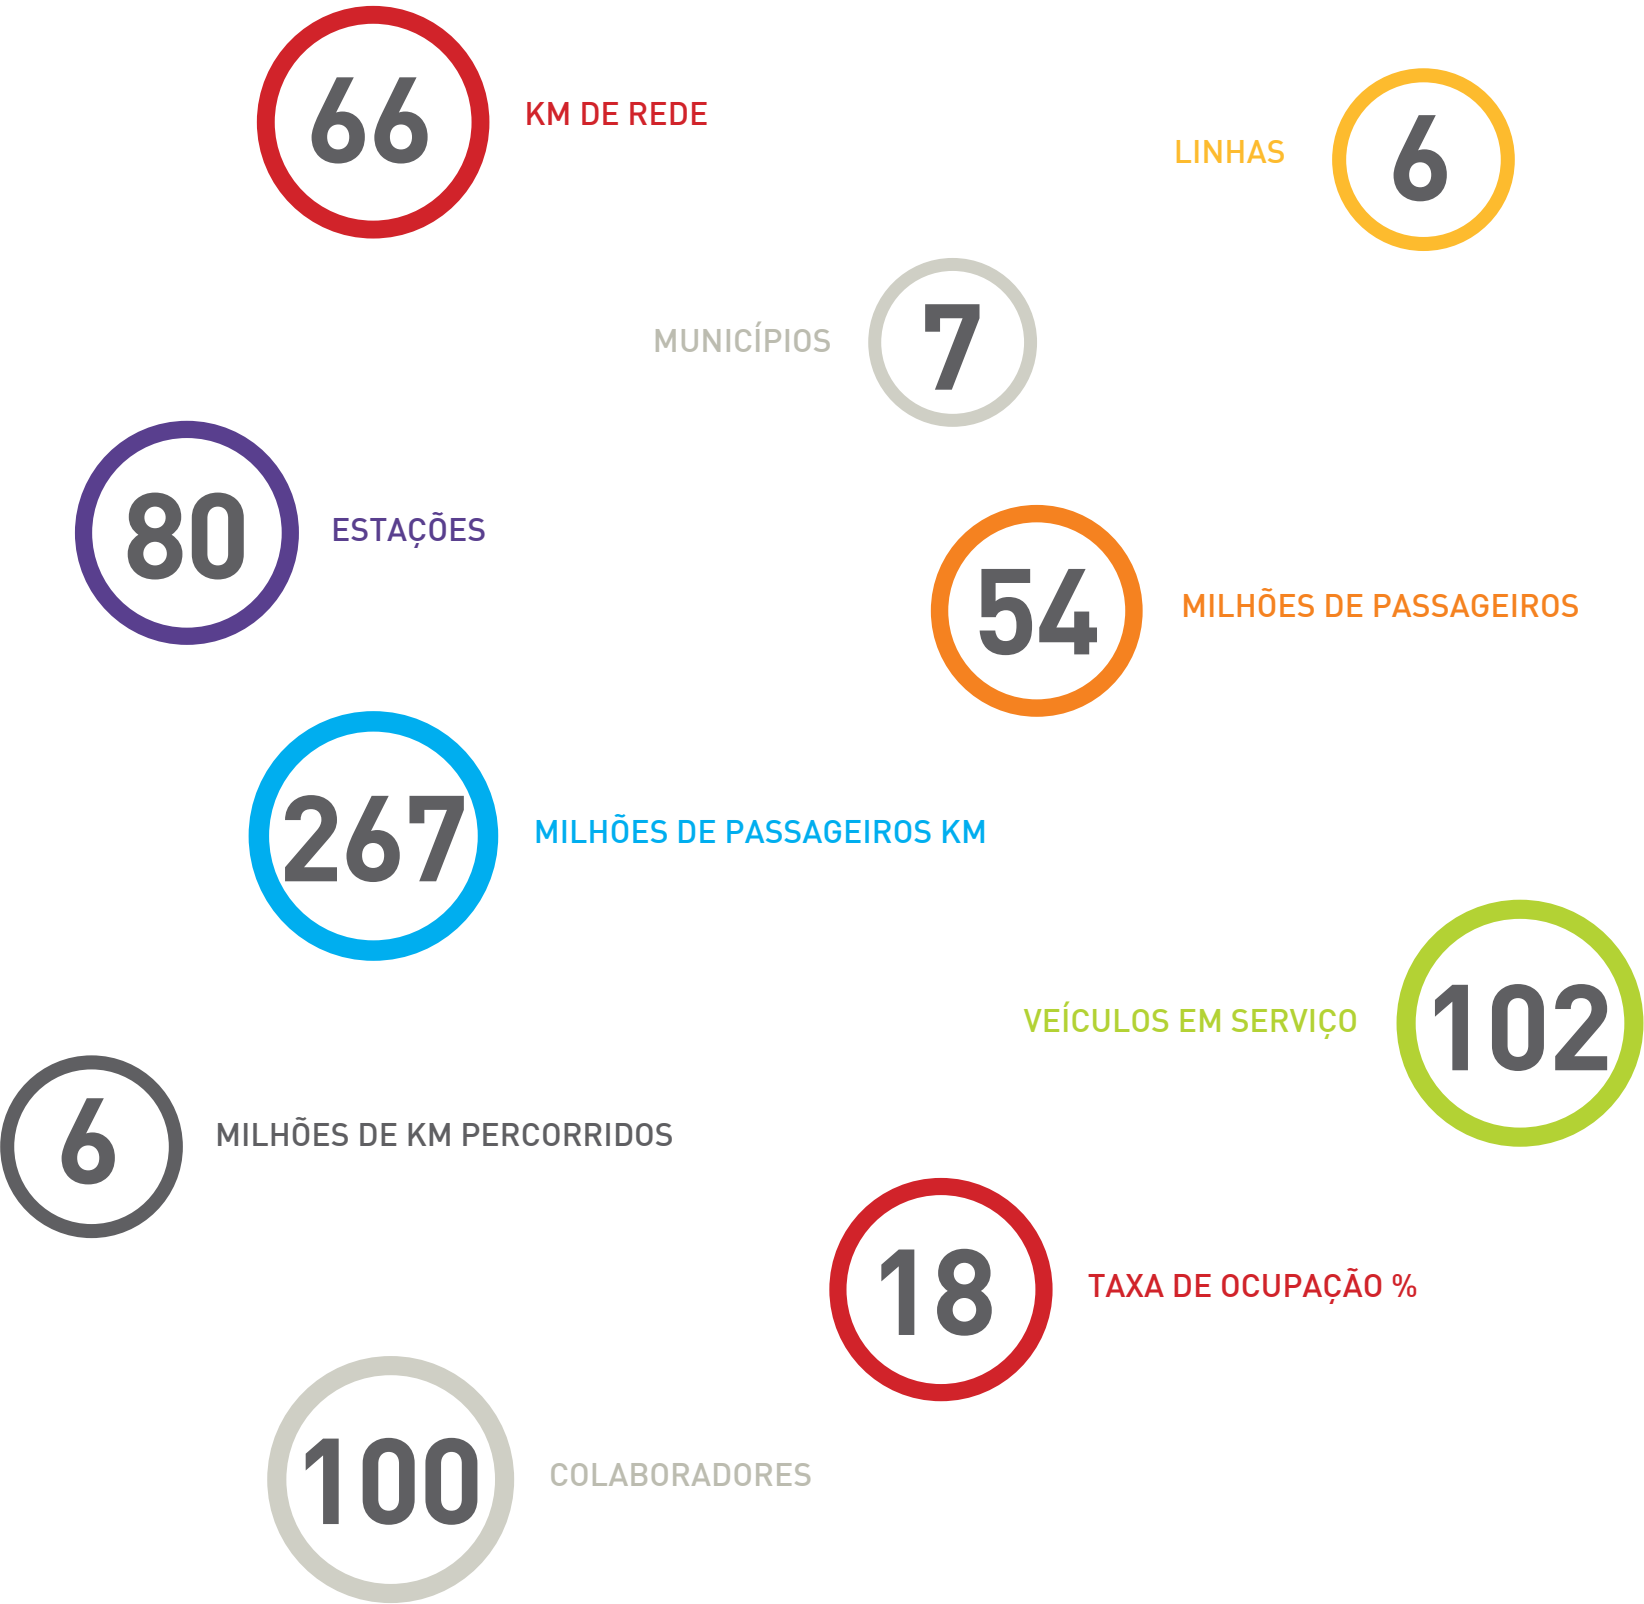 66
KM DE REDE
LINHAS
6
MUNICÍPIOS
7
80
ESTAÇÕES
54
MILHÕES DE PASSAGEIROS
267
MILHÕES DE PASSAGEIROS KM
VEÍCULOS EM SERVIÇO
102
6
MILHÕES DE KM PERCORRIDOS
18
TAXA DE OCUPAÇÃO %
100
COLABORADORES